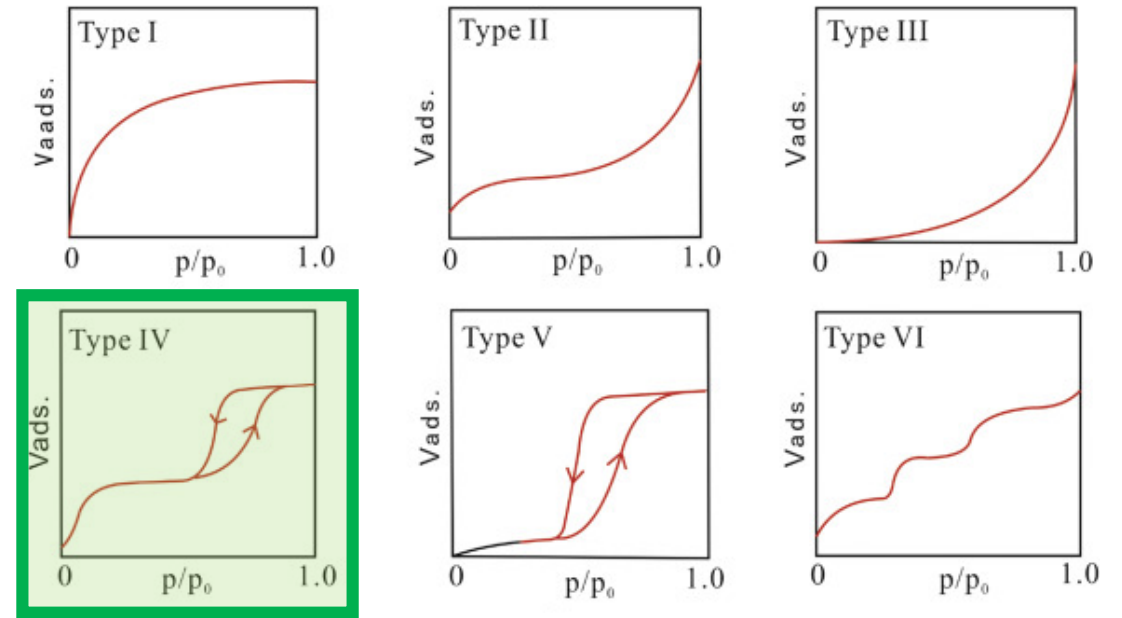 Type I
Vaads.
0
p/p₀
1.0
Type II
Vads.
0
p/p₀
1.0
Type III
Vads.
0
p/p₀
1.0
Type IV
Vads.
0
p/p₀
1.0
Type V
Vads.
0
p/p₀
1.0
Type VI
Vads.
0
p/p₀
1.0